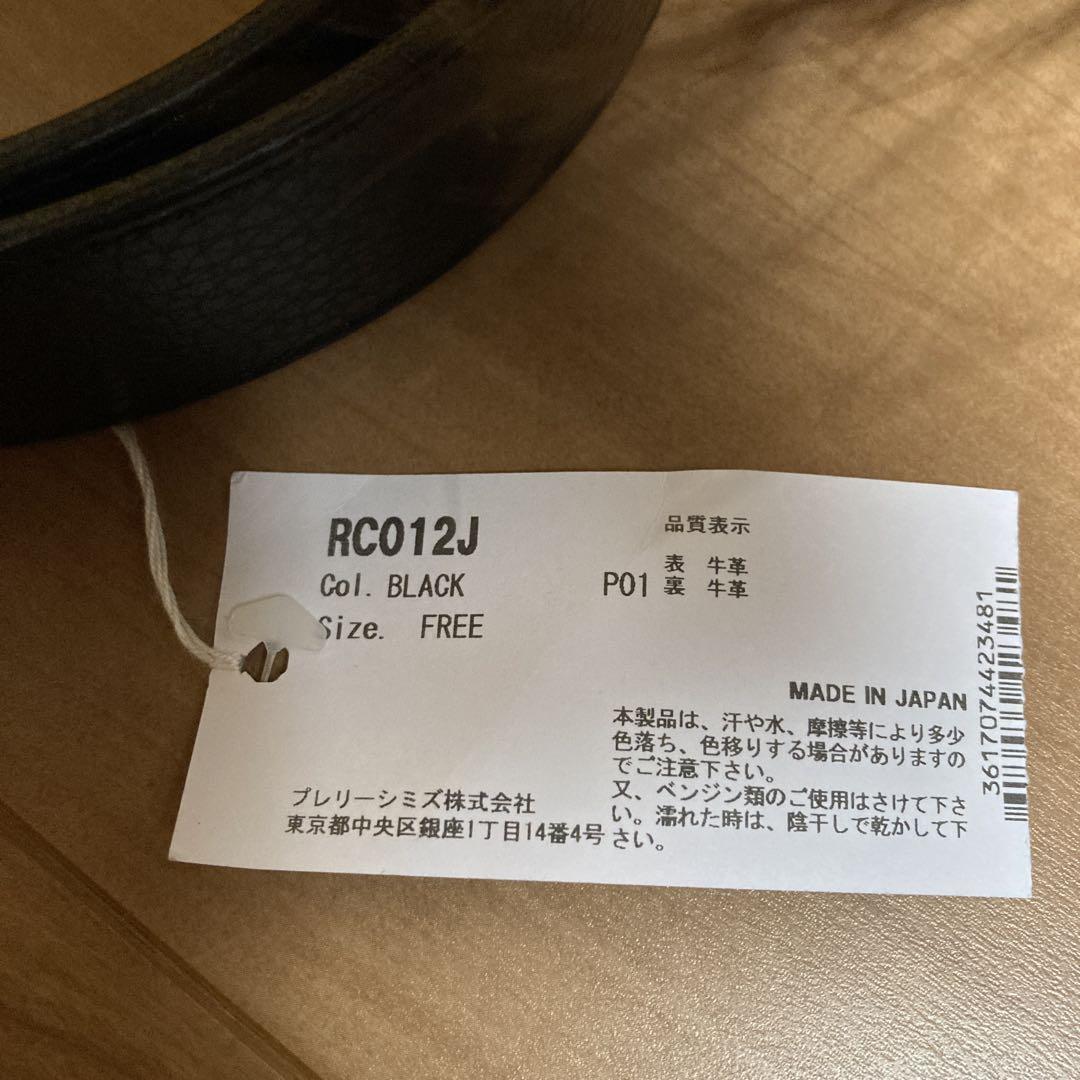 RC012J
Col. BLACK
Size. FREE
品質表示
表 牛革
P01 裏 牛革
MADE IN JAPAN
本製品は、汗や水、摩擦等により多少
色落ち、色移りする場合がありますの
でご注意下さい。
又、ベンジン類のご使用はさけて下さ
い。濡れた時は、陰干しで乾かして下
さい。
プレリーシミズ株式会社
東京都中央区銀座1丁目14番4号
3617074423481